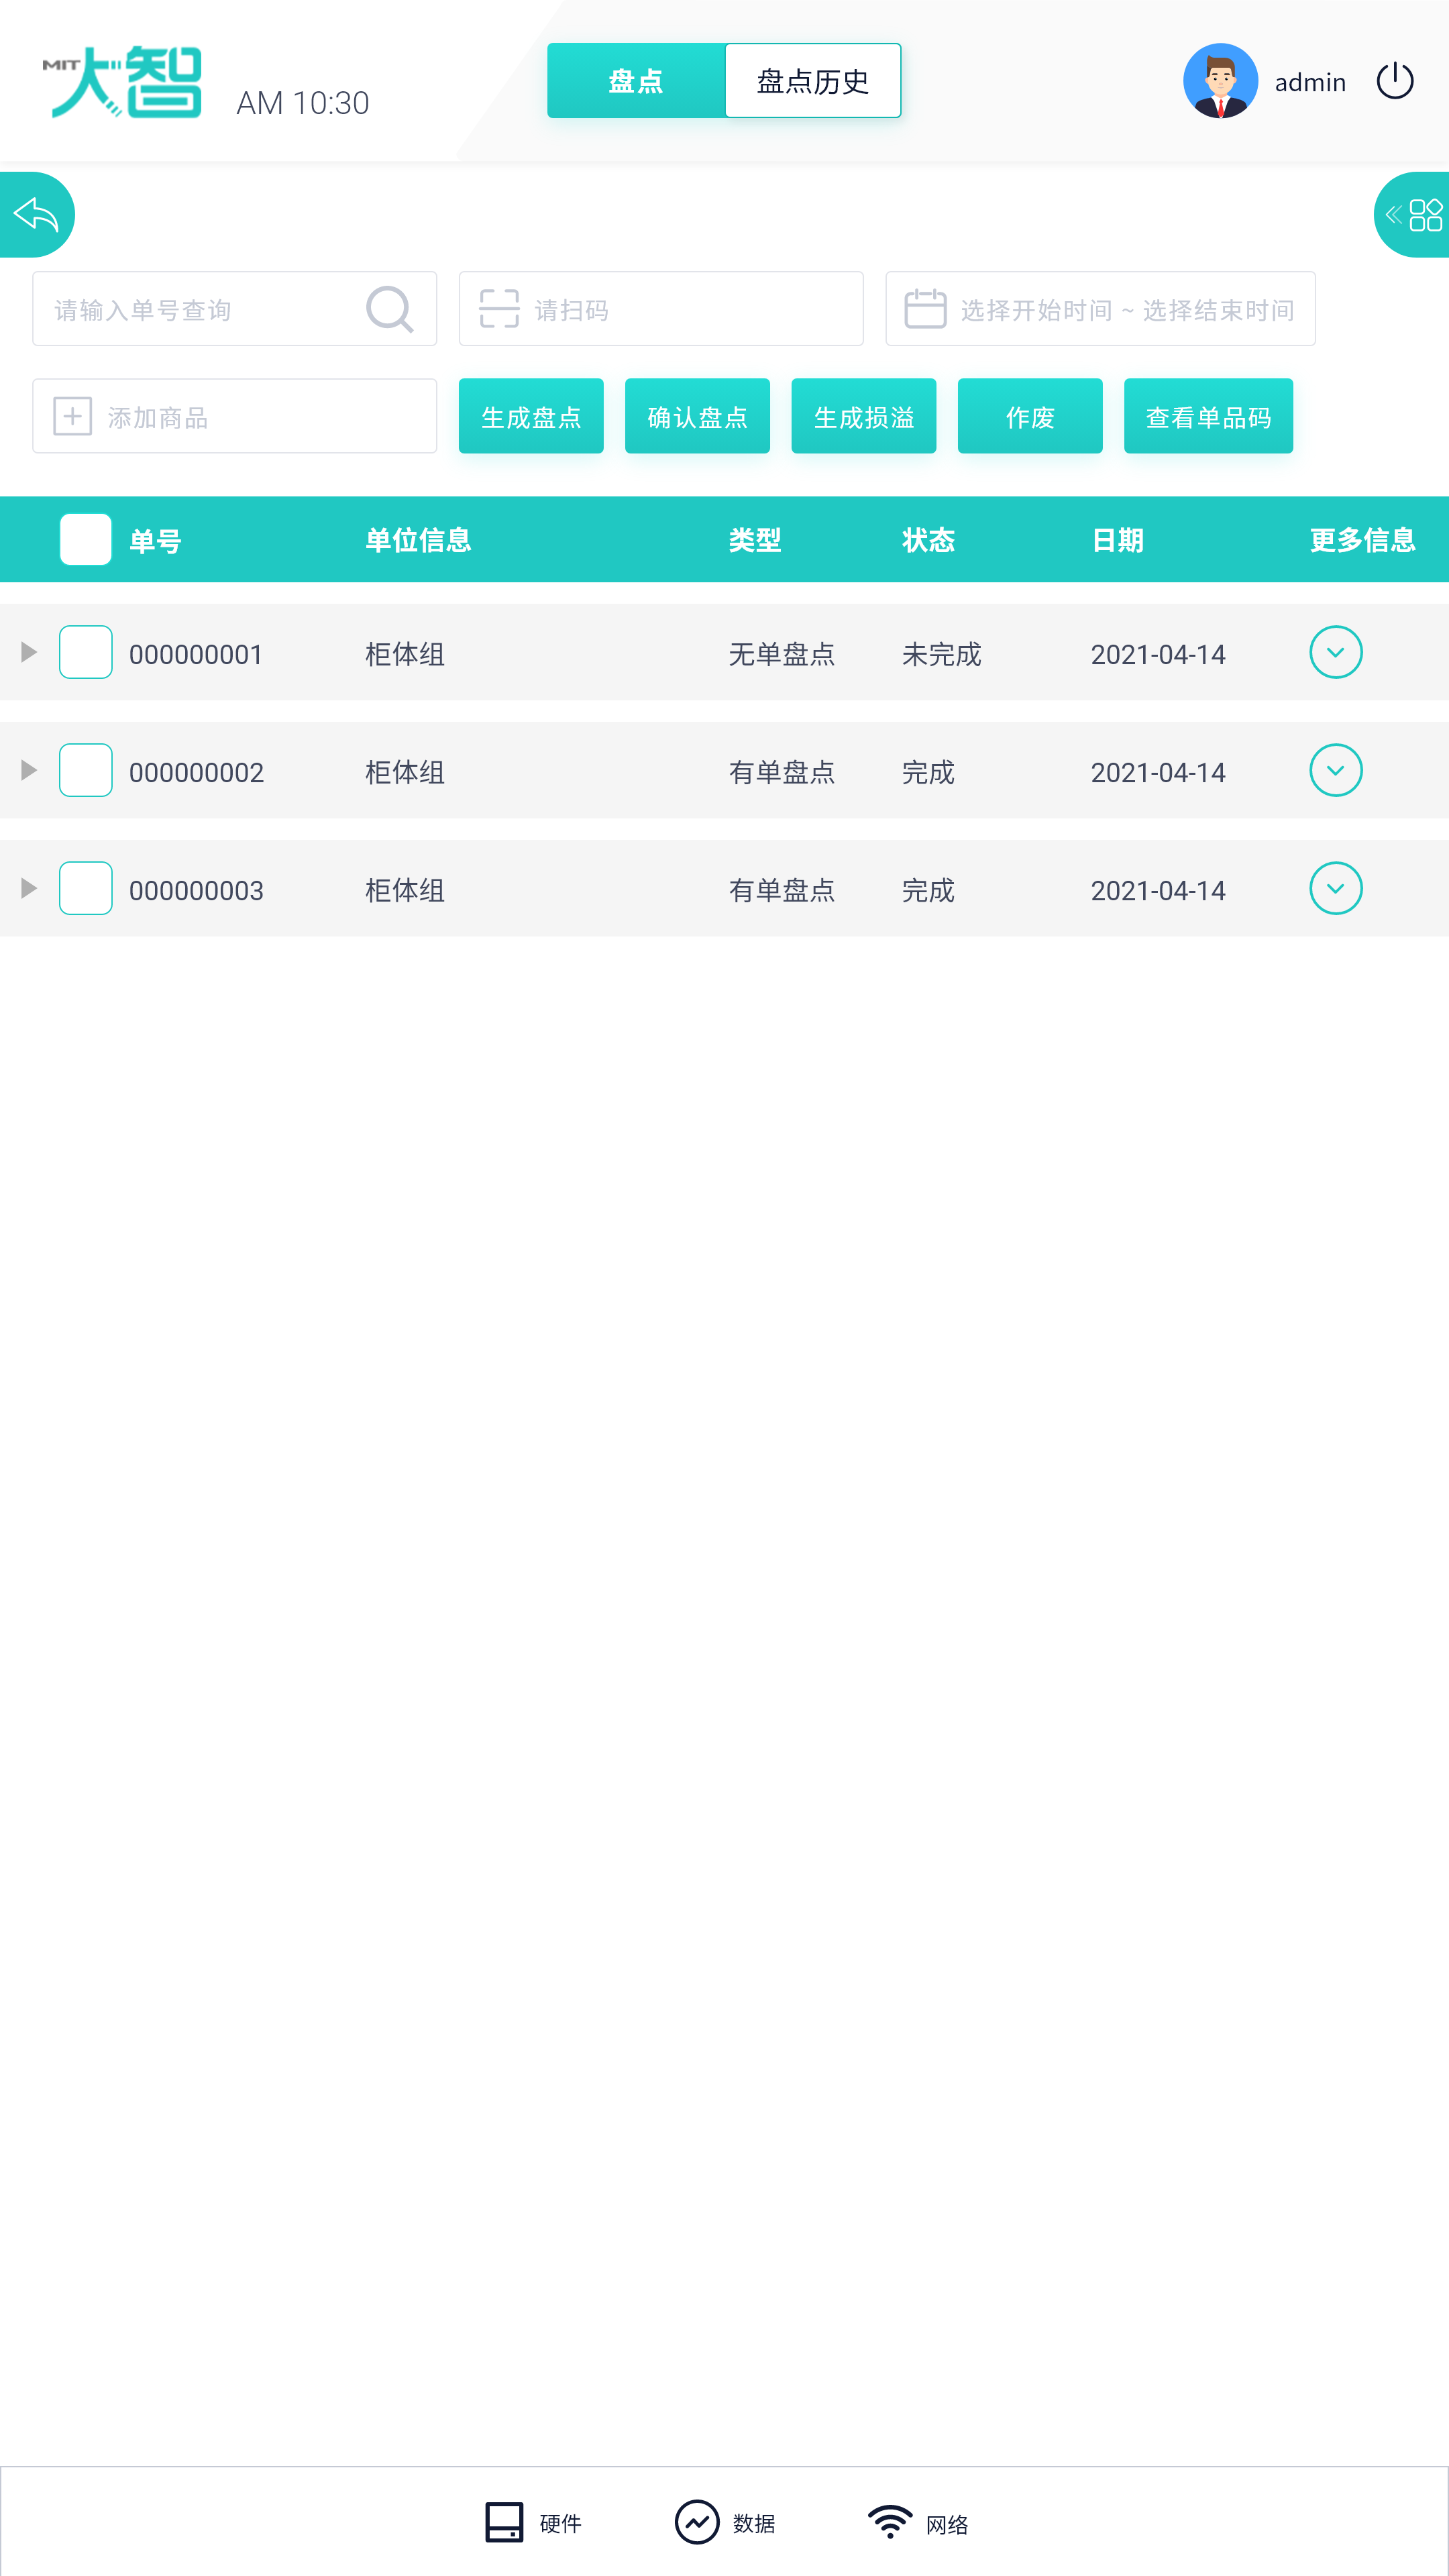 MIT大智
AM 10:30
盘点
盘点历史
admin
请输入单号查询
请扫码
选择开始时间 ~ 选择结束时间
添加商品
生成盘点
确认盘点
生成损溢
作废
查看单品码
单号 单位信息 类型 状态 日期 更多信息
000000001 柜体组 无单盘点 未完成 2021-04-14
000000002 柜体组 有单盘点 完成 2021-04-14
000000003 柜体组 有单盘点 完成 2021-04-14
硬件 数据 网络